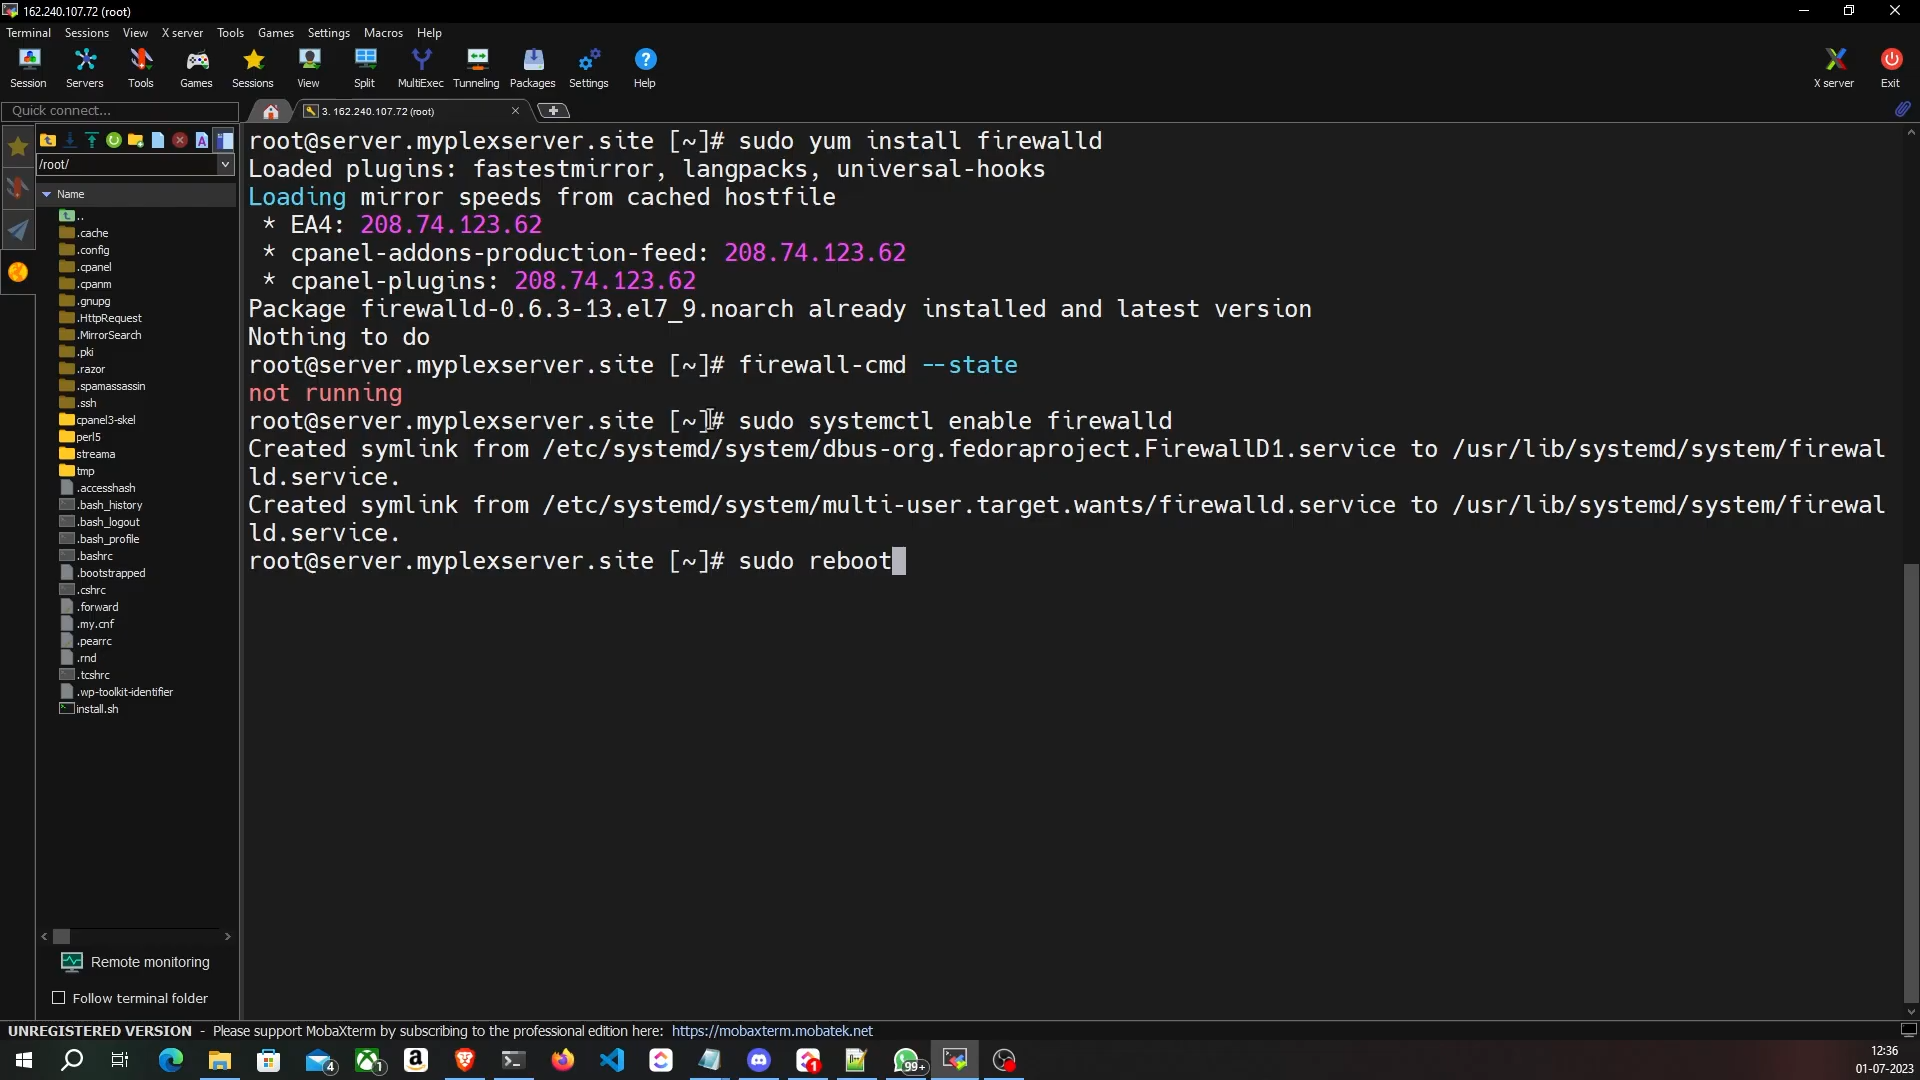 162.240.107.72 (root)
Terminal Sessions View X server Tools Games Settings Macros Help
Session Servers Tools Games Sessions View Split MultiExec Tunneling Packages Settings Help X server Exit
Quick connect...
3. 162.240.107.72 (root)
/root/
Name
..
.cache
.config
.cpanel
.cpanm
.gnupg
.HttpRequest
.MirrorSearch
.pki
.razor
.spamassassin
.ssh
cpanel3-skel
perl5
streama
tmp
.accesshash
.bash_history
.bash_logout
.bash_profile
.bashrc
.bootstrapped
.cshrc
.forward
.my.cnf
.pearrc
.rnd
.tcshrc
.wp-toolkit-identifier
install.sh
Remote monitoring
Follow terminal folder
root@server.myplexserver.site [~]# sudo yum install firewalld
Loaded plugins: fastestmirror, langpacks, universal-hooks
Loading mirror speeds from cached hostfile
* EA4: 208.74.123.62
* cpanel-addons-production-feed: 208.74.123.62
* cpanel-plugins: 208.74.123.62
Package firewalld-0.6.3-13.el7_9.noarch already installed and latest version
Nothing to do
root@server.myplexserver.site [~]# firewall-cmd --state
not running
root@server.myplexserver.site [~]# sudo systemctl enable firewalld
Created symlink from /etc/systemd/system/dbus-org.fedoraproject.FirewallD1.service to /usr/lib/systemd/system/firewal
ld.service.
Created symlink from /etc/systemd/system/multi-user.target.wants/firewalld.service to /usr/lib/systemd/system/firewal
ld.service.
root@server.myplexserver.site [~]# sudo reboot
UNREGISTERED VERSION - Please support MobaXterm by subscribing to the professional edition here: https://mobaxterm.mobatek.net
4 1 a 1 99+
12:36
01-07-2023